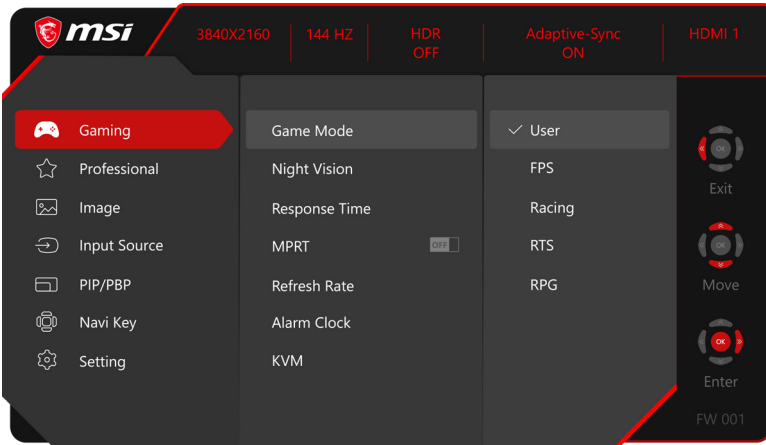 msi
3840X2160
144 HZ
HDR
OFF
Adaptive-Sync
ON
HDMI 1
Gaming
Professional
Image
Input Source
PIP/PBP
Navi Key
Setting
Game Mode
Night Vision
Response Time
MPRT
OFF
Refresh Rate
Alarm Clock
KVM
User
FPS
Racing
RTS
RPG
OK
Exit
OK
Move
OK
Enter
FW 001